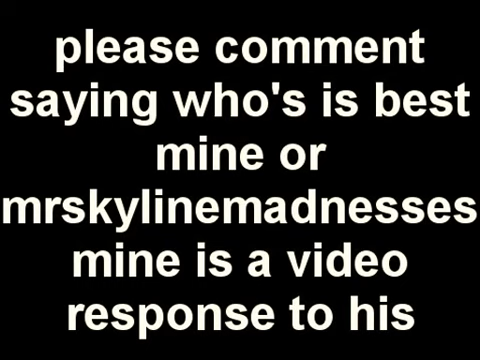 please comment
saying who's is best
mine or
mrskylinemadnesses
mine is a video
response to his